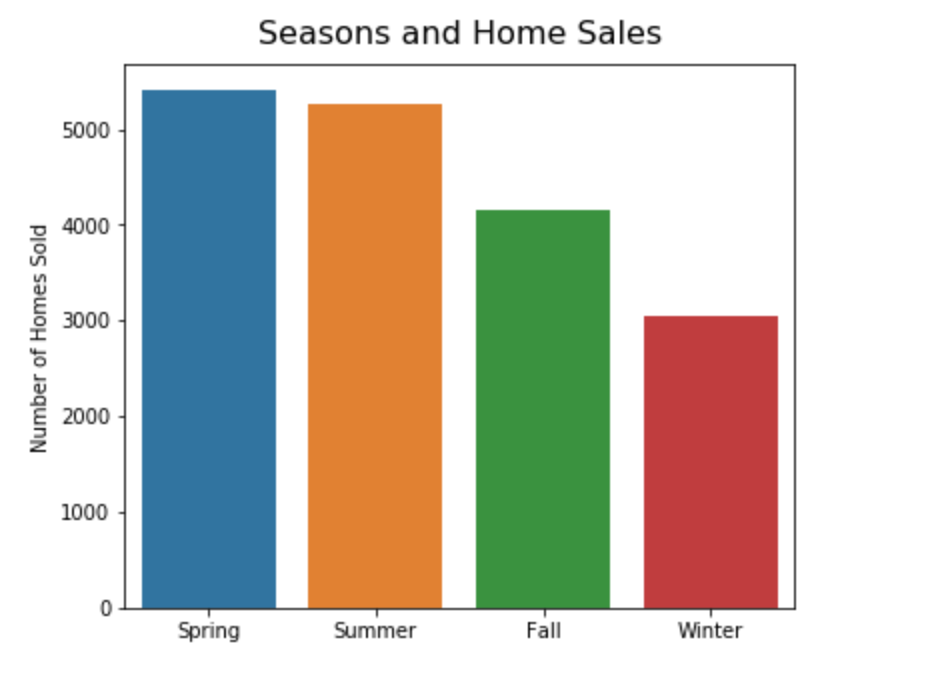 Seasons and Home Sales
Number of Homes Sold
5000
4000
3000
2000
1000
0
Spring Summer Fall Winter